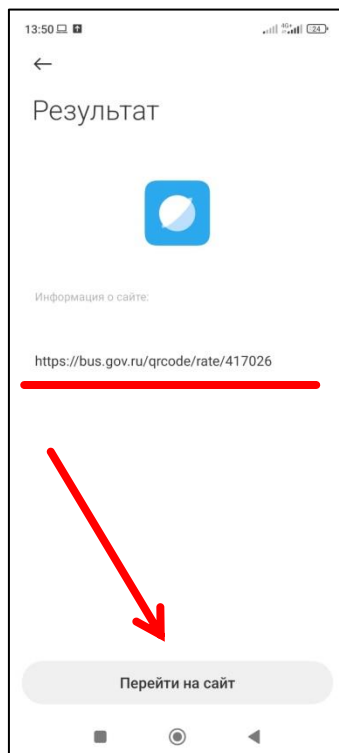 13:50
4G+
24
Результат
Информация о сайте:
https://bus.gov.ru/qrcode/rate/417026
Перейти на сайт